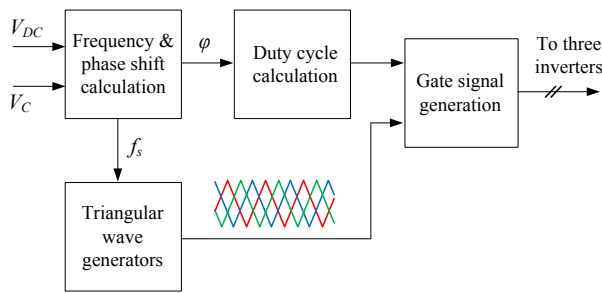 V_DC
V_C
Frequency &
phase shift
calculation
φ
Duty cycle
calculation
Gate signal
generation
To three
inverters
f_s
Triangular
wave
generators